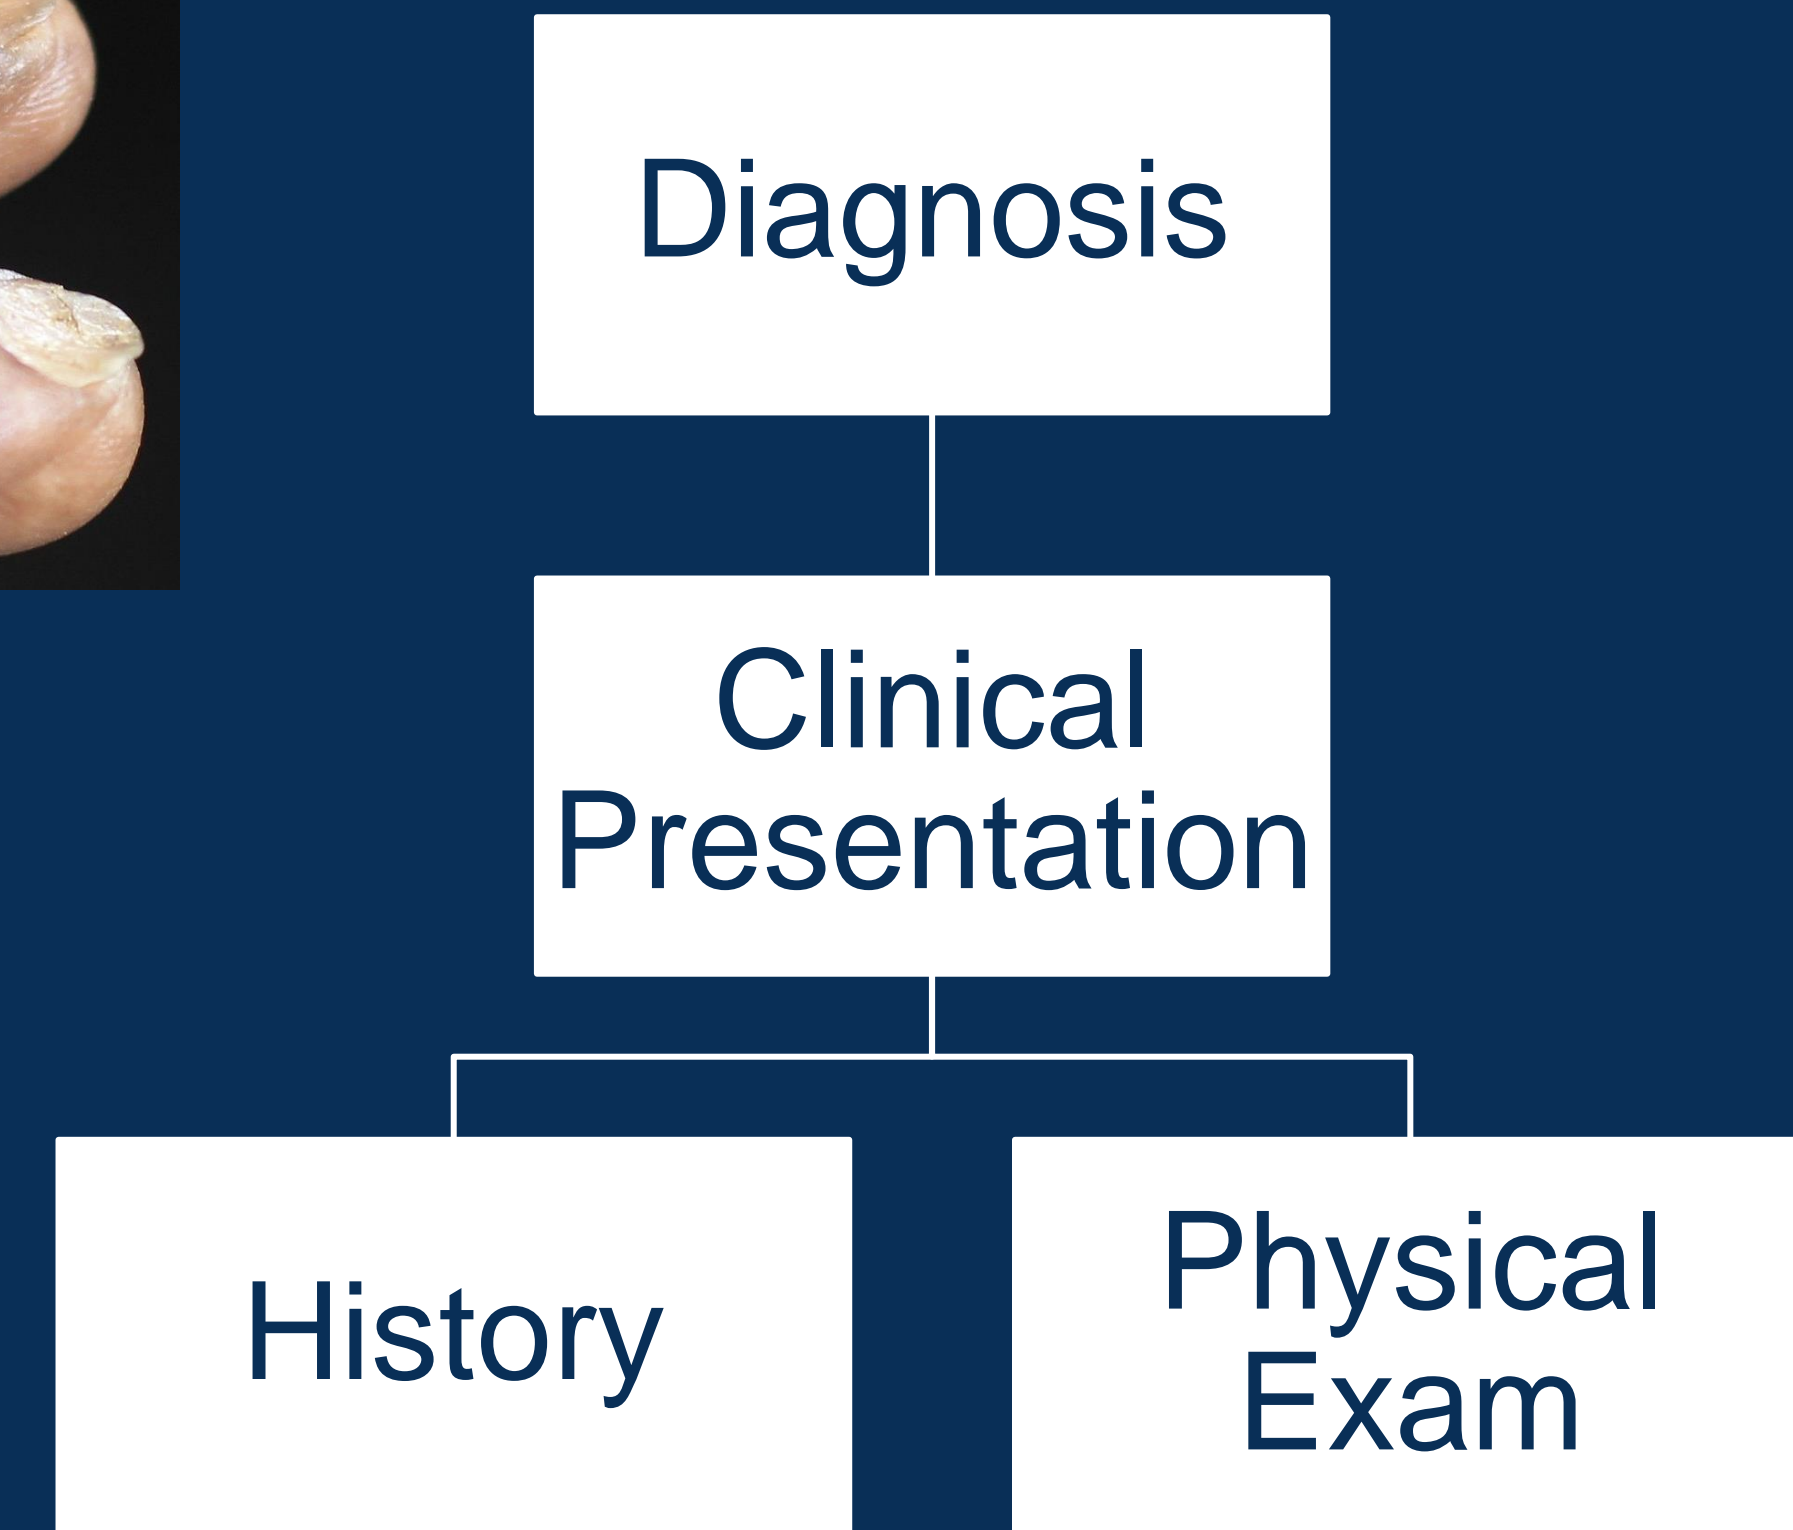 Diagnosis
Clinical
Presentation
History
Physical
Exam